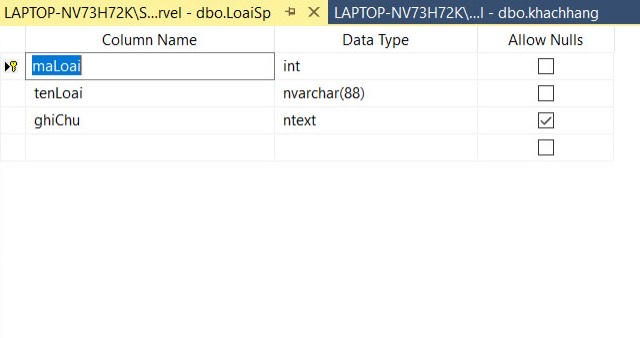 LAPTOP-NV73H72K\S...rvel - dbo.LoaiSp LAPTOP-NV73H72K\...l - dbo.khachhang
Column Name Data Type Allow Nulls
maLoai int
tenLoai nvarchar(88)
ghiChu ntext